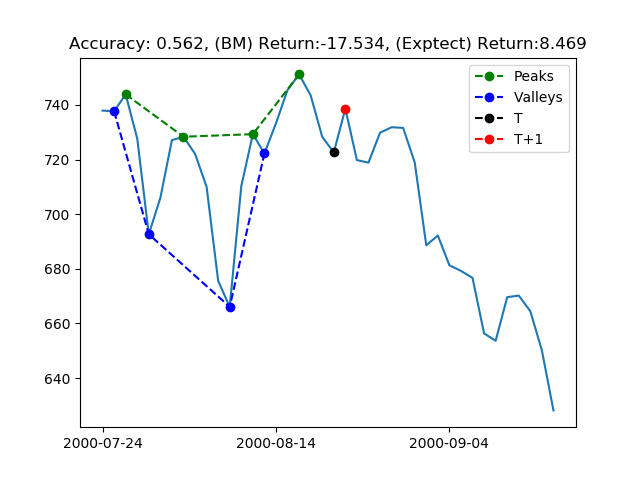 Accuracy: 0.562, (BM) Return:-17.534, (Exptect) Return:8.469
Peaks
Valleys
T
T+1
740
720
700
680
660
640
2000-07-24
2000-08-14
2000-09-04